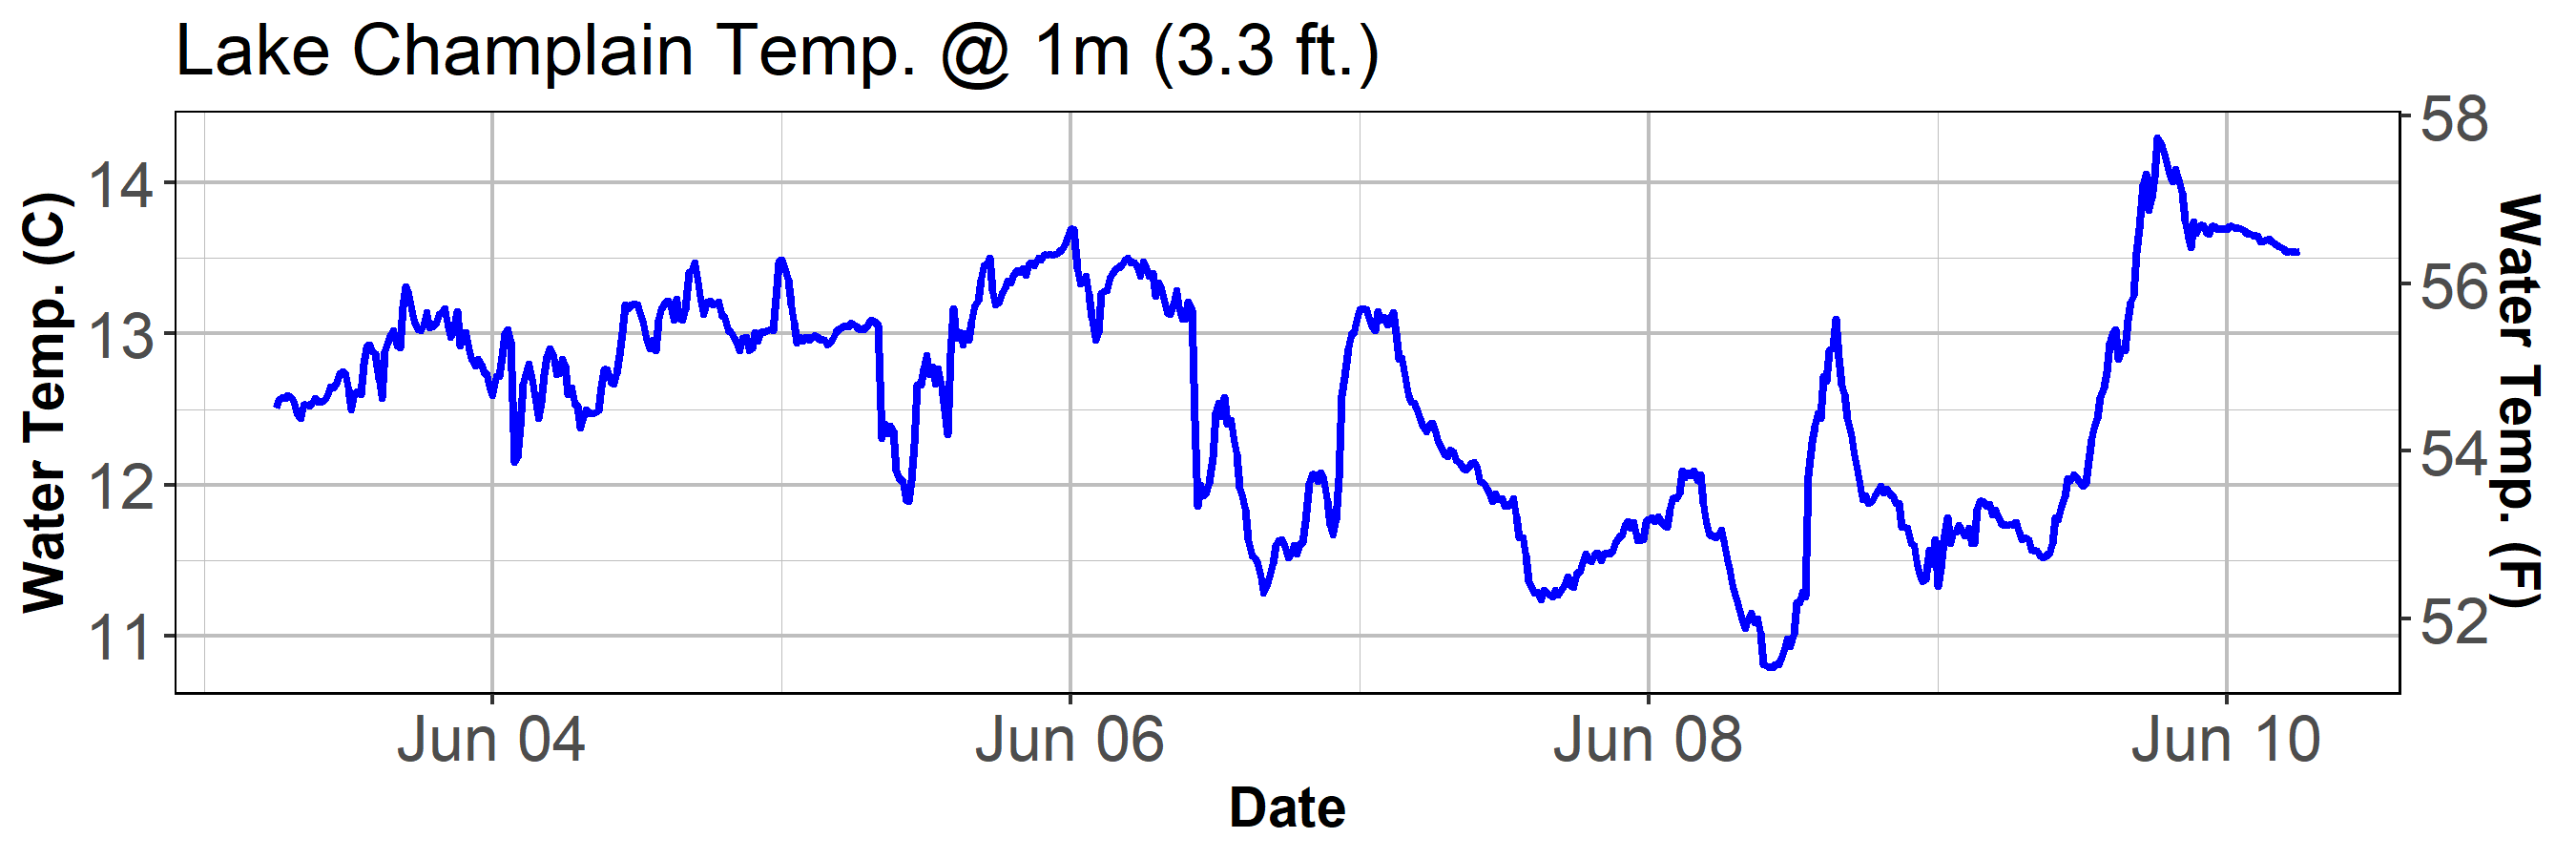 Lake Champlain Temp. @ 1m (3.3 ft.)
Water Temp. (C)
14
13
12
11
58
56
54
52
Water Temp. (F)
Jun 04 Jun 06 Jun 08 Jun 10
Date